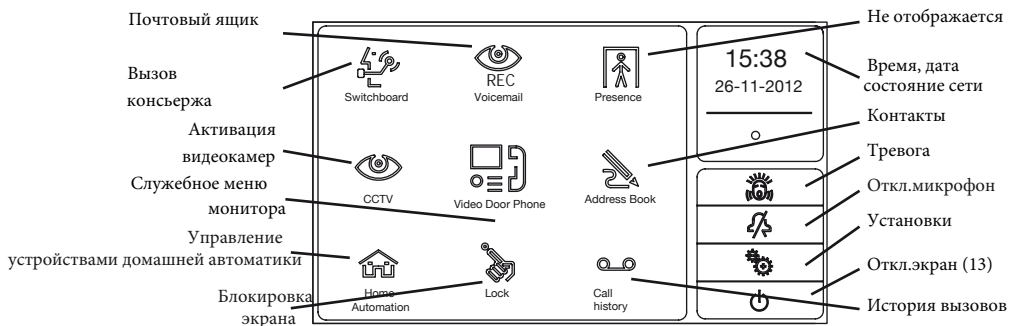 Почтовый ящик
Не отображается
Вызов
консьержа
Switchboard
REC
Voicemail
Presence
15:38
26-11-2012
Время, дата
состояние сети
Активация
видеокамер
CCTV
Video Door Phone
Address Book
Контакты
Тревога
Служебное меню
монитора
Откл.микрофон
Установки
Управление
устройствами домашней автоматики
Home
Automation
Lock
Call
history
Откл.экран (13)
История вызовов
Блокировка
экрана